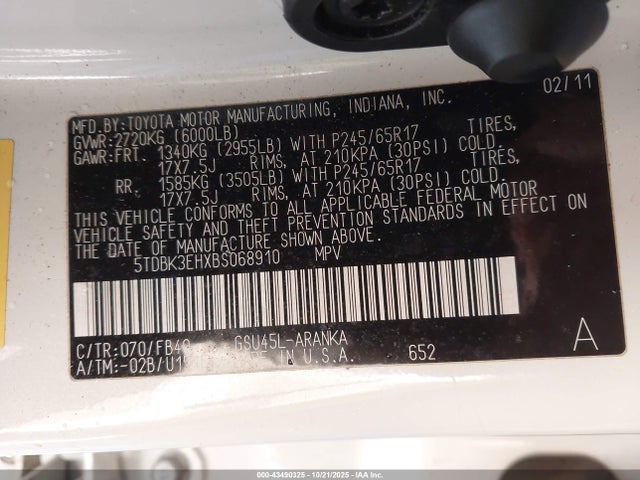 02/11
MFD.BY:TOYOTA MOTOR MANUFACTURING, INDIANA, INC.
GVWR:2720KG (6000LB)
GAWR:FRT. 1340KG (2955LB) WITH P245/65R17 TIRES,
17X7.5J RIMS, AT 210KPA (30PSI) COLD.
RR. 1585KG (3505LB) WITH P245/65R17 TIRES,
17X7.5J RIMS, AT 210KPA (30PSI) COLD.
THIS VEHICLE CONFORMS TO ALL APPLICABLE FEDERAL MOTOR
VEHICLE SAFETY AND THEFT PREVENTION STANDARDS IN EFFECT ON
THE DATE OF MANUFACTURE SHOWN ABOVE.
5TDBK3EHXBS068910 MPV
C/TR:070/FB40 GSU45L-ARANKA
A/TM:-02B/U1 IN U.S.A. 652
A
000-43490325 - 10/21/2025 - IAA Inc.